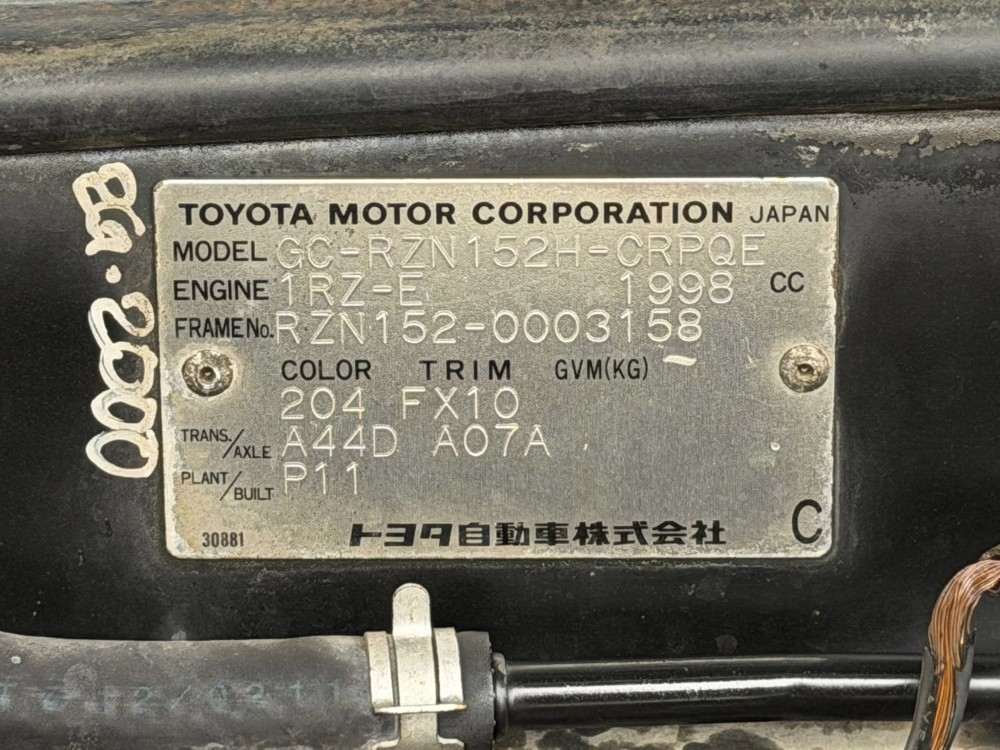 TOYOTA MOTOR CORPORATION JAPAN
MODEL GC-RZN152H-CRPQE
ENGINE 1RZ-E 1998 CC
FRAME No. RZN152-0003158
COLOR TRIM GVM(KG)
204 FX10
TRANS./AXLE A44D A07A
PLANT/BUILT P11
30881 トヨタ自動車株式会社 C
2000